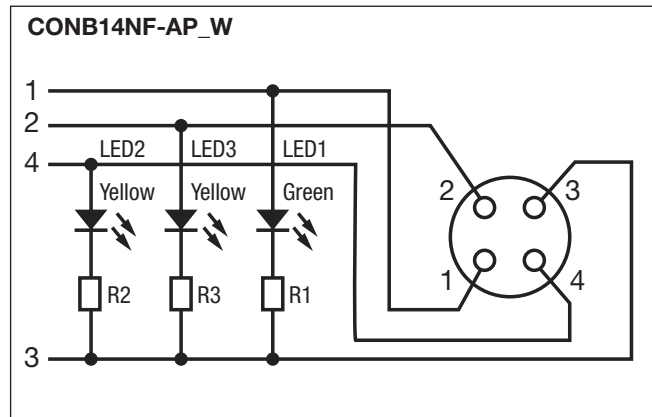 CONB14NF-AP_W
1
2
4
LED2 LED3 LED1
Yellow Yellow Green
2 3
1 4
R2 R3 R1
3